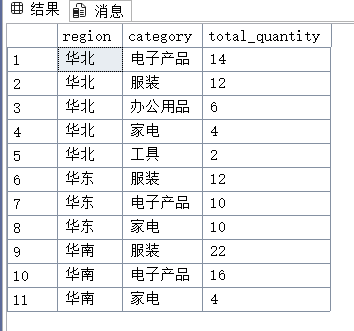 结果 消息
region category total_quantity
1 华北 电子产品 14
2 华北 服装 12
3 华北 办公用品 6
4 华北 家电 4
5 华北 工具 2
6 华东 服装 12
7 华东 电子产品 10
8 华东 家电 10
9 华南 服装 22
10 华南 电子产品 16
11 华南 家电 4